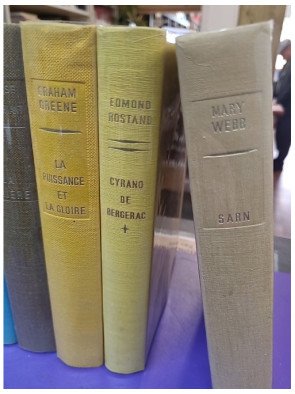 GRAHAM
GREENE
LA
PUISSANCE
ET
LA GLOIRE
EDMOND
ROSTAND
CYRANO
DE
BERGERAC
MARY
WEBB
SARN